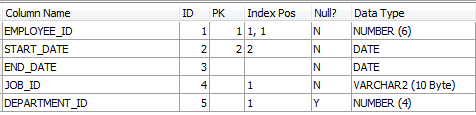 Column Name ID PK Index Pos Null? Data Type
EMPLOYEE_ID 1 1 1, 1 N NUMBER (6)
START_DATE 2 2 2 N DATE
END_DATE 3 N DATE
JOB_ID 4 1 N VARCHAR2 (10 Byte)
DEPARTMENT_ID 5 1 Y NUMBER (4)